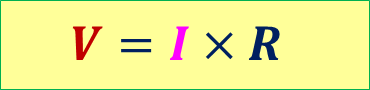 V = I × R